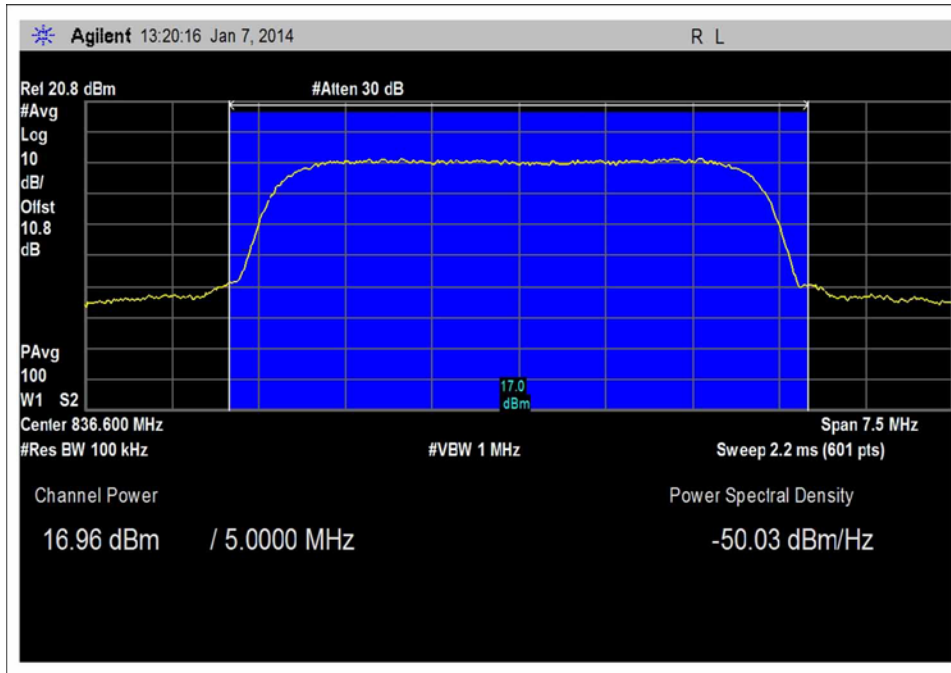 Agilent 13:20:16 Jan 7, 2014 R L
Ref 20.8 dBm #Atten 30 dB
#Avg
Log
10
dB/
Offst
10.8
dB
PAvg
100
W1 S2
17.0
dBm
Center 836.600 MHz Span 7.5 MHz
#Res BW 100 kHz #VBW 1 MHz Sweep 2.2 ms (601 pts)
Channel Power Power Spectral Density
16.96 dBm / 5.0000 MHz -50.03 dBm/Hz